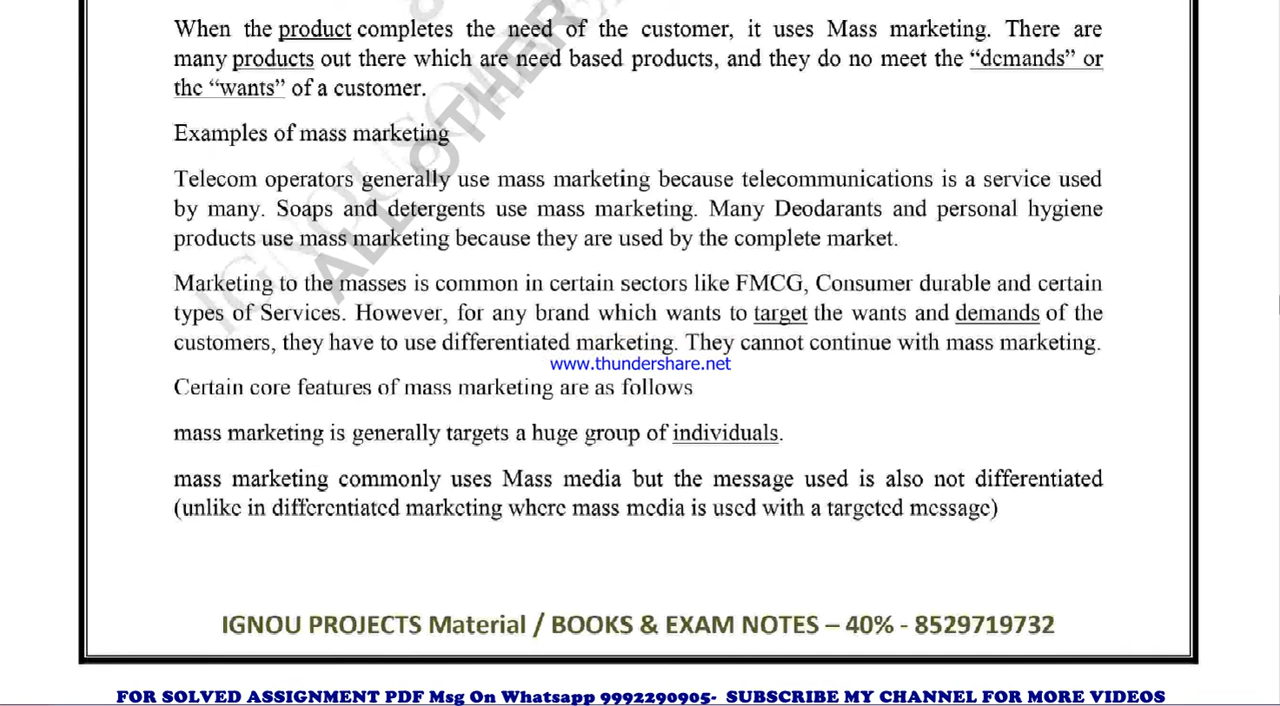 When the product completes the need of the customer, it uses Mass marketing. There are
many products out there which are need based products, and they do no meet the “demands” or
the “wants” of a customer.
Examples of mass marketing
Telecom operators generally use mass marketing because telecommunications is a service used
by many. Soaps and detergents use mass marketing. Many Deodarants and personal hygiene
products use mass marketing because they are used by the complete market.
Marketing to the masses is common in certain sectors like FMCG, Consumer durable and certain
types of Services. However, for any brand which wants to target the wants and demands of the
customers, they have to use differentiated marketing. They cannot continue with mass marketing.
www.thundershare.net
Certain core features of mass marketing are as follows
mass marketing is generally targets a huge group of individuals.
mass marketing commonly uses Mass media but the message used is also not differentiated
(unlike in differentiated marketing where mass media is used with a targeted message)
ALL OTHER
IGNOU PROJECTS Material / BOOKS & EXAM NOTES – 40% - 8529719732
FOR SOLVED ASSIGNMENT PDF Msg On Whatsapp 9992290905- SUBSCRIBE MY CHANNEL FOR MORE VIDEOS